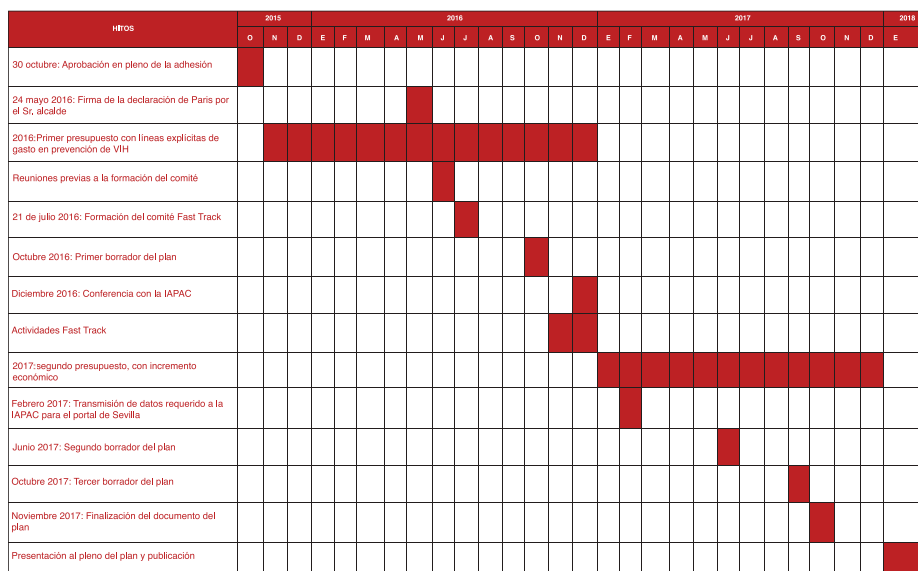 HITOS
2015 2016 2017 2018
O N D E F M A M J J A S O N D E F M A M J J A S O N D E
30 octubre: Aprobación en pleno de la adhesión
24 mayo 2016: Firma de la declaración de Paris por
el Sr, alcalde
2016:Primer presupuesto con líneas explícitas de
gasto en prevención de VIH
Reuniones previas a la formación del comité
21 de julio 2016: Formación del comité Fast Track
Octubre 2016: Primer borrador del plan
Diciembre 2016: Conferencia con la IAPAC
Actividades Fast Track
2017:segundo presupuesto, con incremento
económico
Febrero 2017: Transmisión de datos requerido a la
IAPAC para el portal de Sevilla
Junio 2017: Segundo borrador del plan
Octubre 2017: Tercer borrador del plan
Noviembre 2017: Finalización del documento del
plan
Presentación al pleno del plan y publicación